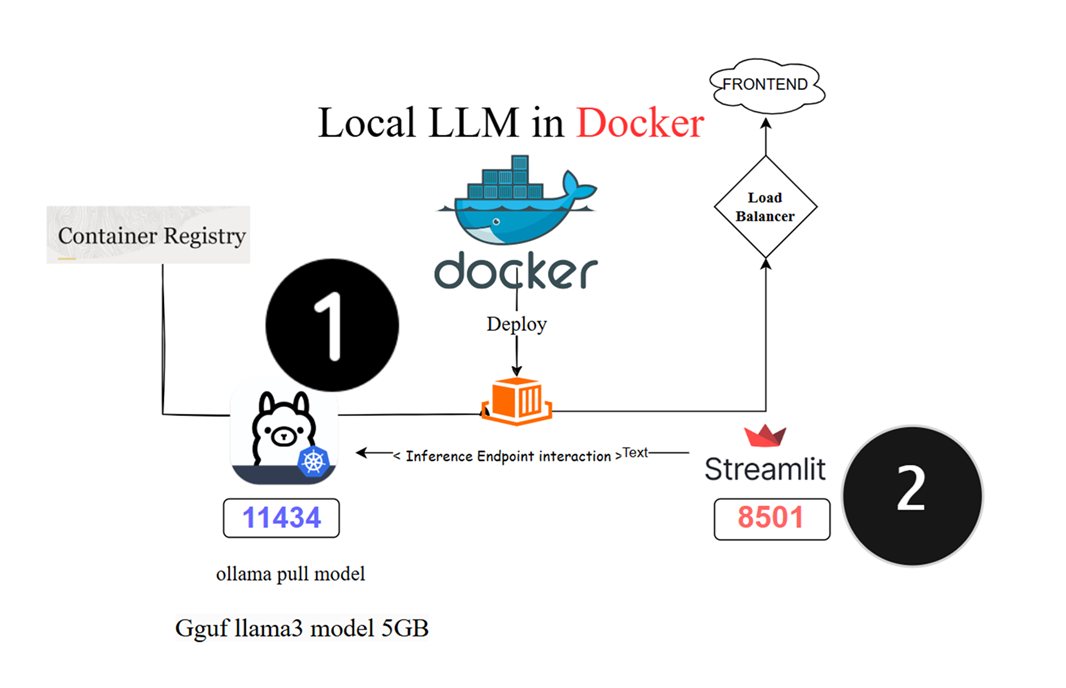 FRONTEND
Local LLM in Docker
Load
Balancer
Container Registry
docker
1
Deploy
< Inference Endpoint interaction >Text
Streamlit
2
11434
8501
ollama pull model
Gguf llama3 model 5GB